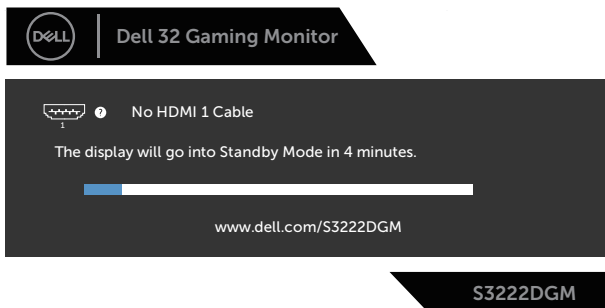 DELL
Dell 32 Gaming Monitor
? No HDMI 1 Cable
1
The display will go into Standby Mode in 4 minutes.
www.dell.com/S3222DGM
S3222DGM